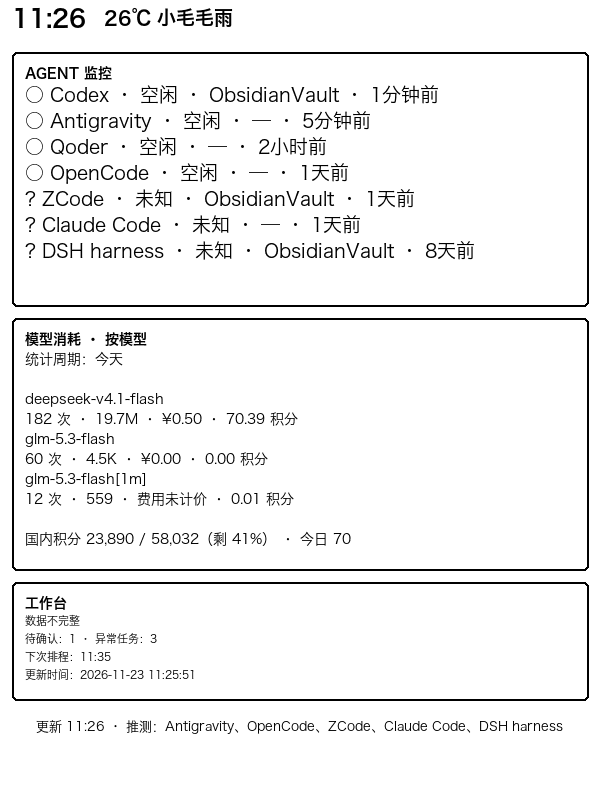 11:26 26℃ 小毛毛雨
AGENT 监控
○ Codex · 空闲 · ObsidianVault · 1分钟前
○ Antigravity · 空闲 · — · 5分钟前
○ Qoder · 空闲 · — · 2小时前
○ OpenCode · 空闲 · — · 1天前
? ZCode · 未知 · ObsidianVault · 1天前
? Claude Code · 未知 · — · 1天前
? DSH harness · 未知 · ObsidianVault · 8天前
模型消耗 · 按模型
统计周期：今天
deepseek-v4.1-flash
182 次 · 19.7M · ¥0.50 · 70.39 积分
glm-5.3-flash
60 次 · 4.5K · ¥0.00 · 0.00 积分
glm-5.3-flash[1m]
12 次 · 559 · 费用未计价 · 0.01 积分
国内积分 23,890 / 58,032（剩 41%） · 今日 70
工作台
数据不完整
待确认：1 · 异常任务：3
下次排程：11:35
更新时间：2026-11-23 11:25:51
更新 11:26 · 推测：Antigravity、OpenCode、ZCode、Claude Code、DSH harness